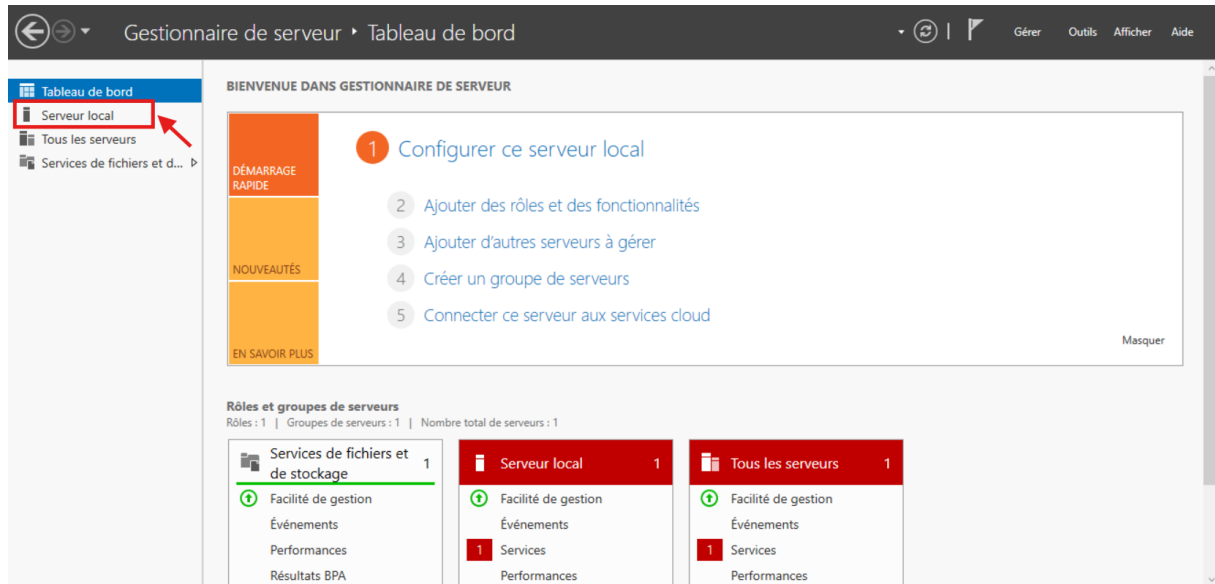 Gestionnaire de serveur ‣ Tableau de bord
Gérer Outils Afficher Aide
Tableau de bord
Serveur local
Tous les serveurs
Services de fichiers et d...
BIENVENUE DANS GESTIONNAIRE DE SERVEUR
DÉMARRAGE
RAPIDE
NOUVEAUTÉS
EN SAVOIR PLUS
1 Configurer ce serveur local
2 Ajouter des rôles et des fonctionnalités
3 Ajouter d'autres serveurs à gérer
4 Créer un groupe de serveurs
5 Connecter ce serveur aux services cloud
Masquer
Rôles et groupes de serveurs
Rôles : 1 | Groupes de serveurs : 1 | Nombre total de serveurs : 1
Services de fichiers et
de stockage
1
Facilité de gestion
Événements
Performances
Résultats BPA
Serveur local 1
Facilité de gestion
Événements
1 Services
Performances
Tous les serveurs 1
Facilité de gestion
Événements
1 Services
Performances